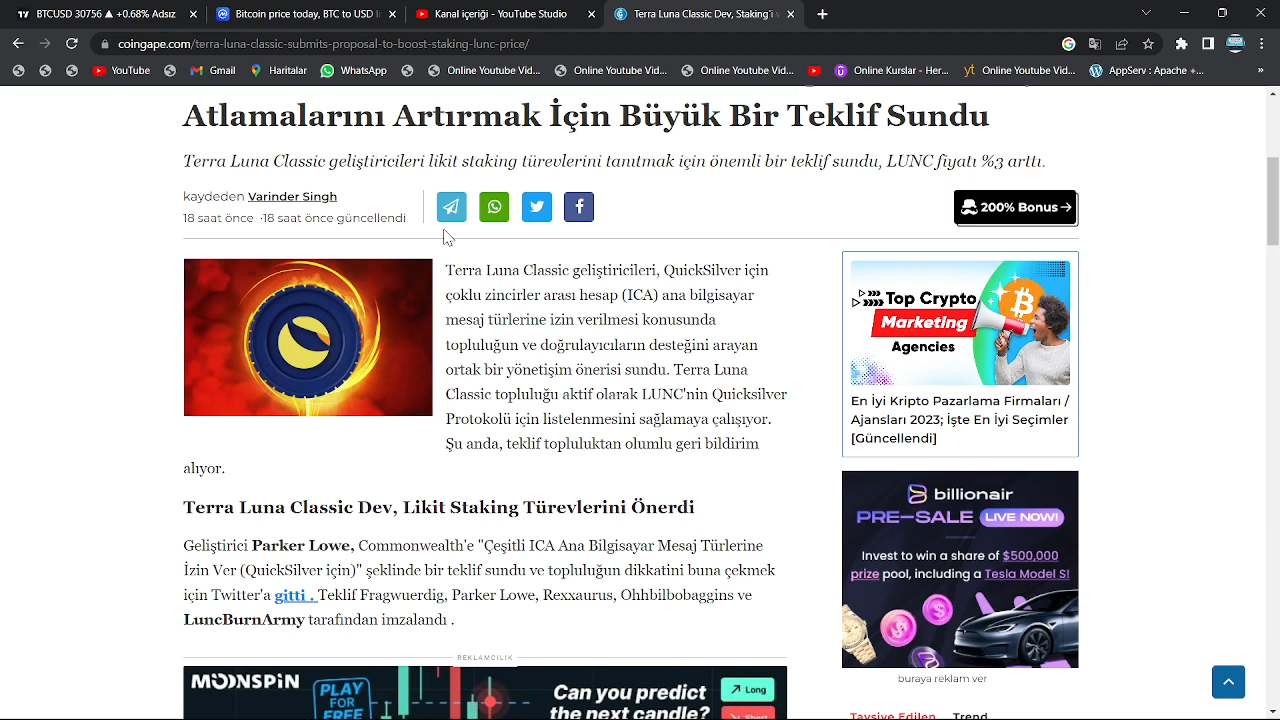 BTCUSD 30756 ▲ +0.68% Adsız
Bitcoin price today, BTC to USD li
Kanal içeriği - YouTube Studio
Terra Luna Classic Dev, Staking'i
coingape.com/terra-luna-classic-submits-proposal-to-boost-staking-lunc-price/
YouTube
Gmail
Haritalar
WhatsApp
Online Youtube Vid...
Online Youtube Vid...
Online Youtube Vid...
Online Kurslar - Her...
yt Online Youtube Vid...
AppServ : Apache +...
»
Atlamalarını Artırmak İçin Büyük Bir Teklif Sundu
Terra Luna Classic geliştiricileri likit staking türevlerini tanıtmak için önemli bir teklif sundu, LUNC fiyatı %3 arttı.
kaydeden Varinder Singh
18 saat önce ·18 saat önce güncellendi
200% Bonus→
Terra Luna Classic geliştiricileri, QuickSilver için
çoklu zincirler arası hesap (ICA) ana bilgisayar
mesaj türlerine izin verilmesi konusunda
topluluğun ve doğrulayıcıların desteğini arayan
ortak bir yönetişim önerisi sundu. Terra Luna
Classic topluluğu aktif olarak LUNC'nin Quicksilver
Protokolü için listelenmesini sağlamaya çalışıyor.
Şu anda, teklif topluluktan olumlu geri bildirim
alıyor.
Terra Luna Classic Dev, Likit Staking Türevlerini Önerdi
Geliştirici Parker Lowe, Commonwealth'e "Çeşitli ICA Ana Bilgisayar Mesaj Türlerine
İzin Ver (QuickSilver için)" şeklinde bir teklif sundu ve topluluğun dikkatini buna çekmek
için Twitter'a gitti . Teklif Fragwuerdig, Parker Lowe, Rexxaurus, Ohhbilbobaggins ve
LuncBurnArmy tarafından imzalandı .
REKLAMCILIK
MOONSPIN
PLAY
FOR
FREE
Can you predict
the next candle?
Long
Short
Top Crypto
Marketing
Agencies
En İyi Kripto Pazarlama Firmaları /
Ajansları 2023; İşte En İyi Seçimler
[Güncellendi]
billionair
PRE-SALE LIVE NOW!
Invest to win a share of $500,000
prize pool, including a Tesla Model S!
buraya reklam ver
Tavsiye Edilen Trend